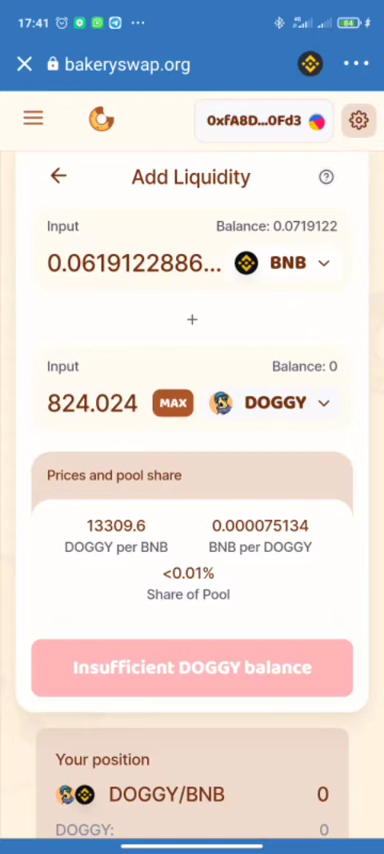 17:41
84
bakeryswap.org
0xfA8D...0Fd3
Add Liquidity
Input
Balance: 0.0719122
0.0619122886...
BNB
+
Input
Balance: 0
824.024
MAX
DOGGY
Prices and pool share
13309.6
0.000075134
DOGGY per BNB
BNB per DOGGY
<0.01%
Share of Pool
Insufficient DOGGY balance
Your position
DOGGY/BNB
0
DOGGY:
0